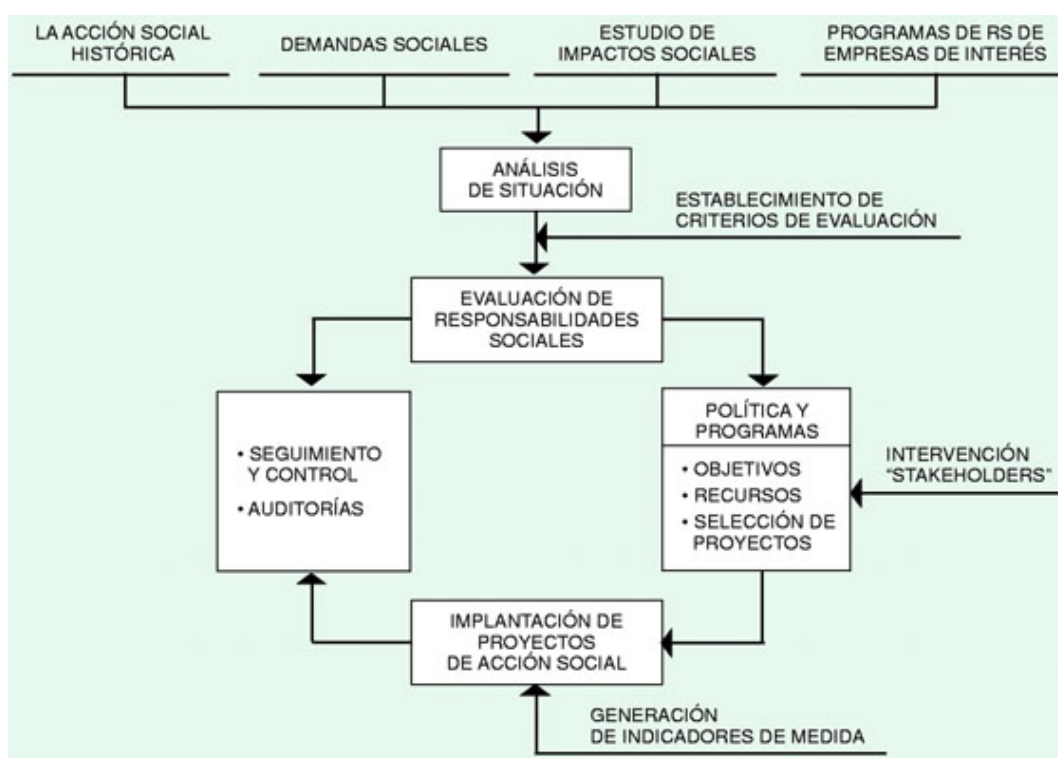 LA ACCIÓN SOCIAL
HISTÓRICA
DEMANDAS SOCIALES
ESTUDIO DE
IMPACTOS SOCIALES
PROGRAMAS DE RS DE
EMPRESAS DE INTERÉS
ANÁLISIS
DE SITUACIÓN
ESTABLECIMIENTO DE
CRITERIOS DE EVALUACIÓN
EVALUACIÓN DE
RESPONSABILIDADES
SOCIALES
• SEGUIMIENTO
Y CONTROL
• AUDITORÍAS
POLÍTICA Y
PROGRAMAS
• OBJETIVOS
• RECURSOS
• SELECCIÓN DE
PROYECTOS
INTERVENCIÓN
“STAKEHOLDERS”
IMPLANTACIÓN DE
PROYECTOS
DE ACCIÓN SOCIAL
GENERACIÓN
DE INDICADORES DE MEDIDA